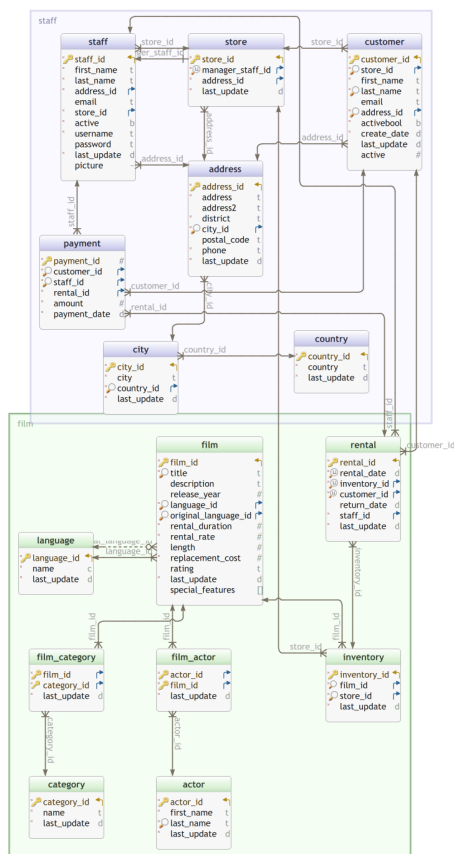 staff
staff
staff_id
first_name t
last_name t
address_id
email t
store_id
active b
username t
password t
last_update d
picture ~
store_id
store
store_id
manager_staff_id
address_id
last_update d
store_id
customer
customer_id
store_id
first_name t
last_name t
email t
address_id
activebool b
create_date d
last_update d
active #
address_id
address_id
address_id
address
address_id
address t
address2 t
district t
city_id
postal_code t
phone t
last_update d
staff_id
payment
payment_id #
customer_id
staff_id
rental_id
amount #
payment_date d
customer_id
rental_id
city_id
city
city_id
city t
country_id
last_update d
country_id
country
country_id
country t
last_update d
film
film
film_id
title t
description t
release_year #
language_id
original_language_id
rental_duration #
rental_rate #
length #
replacement_cost #
rating t
last_update d
special_features []
staff_id
customer_id
rental
rental_id
rental_date d
inventory_id
customer_id
return_date d
staff_id
last_update d
language
language_id
name c
last_update d
language_id
inventory_id
film_id
film_id
film_id
store_id
film_category
film_id
category_id
last_update d
film_actor
actor_id
film_id
last_update d
inventory
inventory_id
film_id
store_id
last_update d
category_id
actor_id
category
category_id
name t
last_update d
actor
actor_id
first_name t
last_name t
last_update d